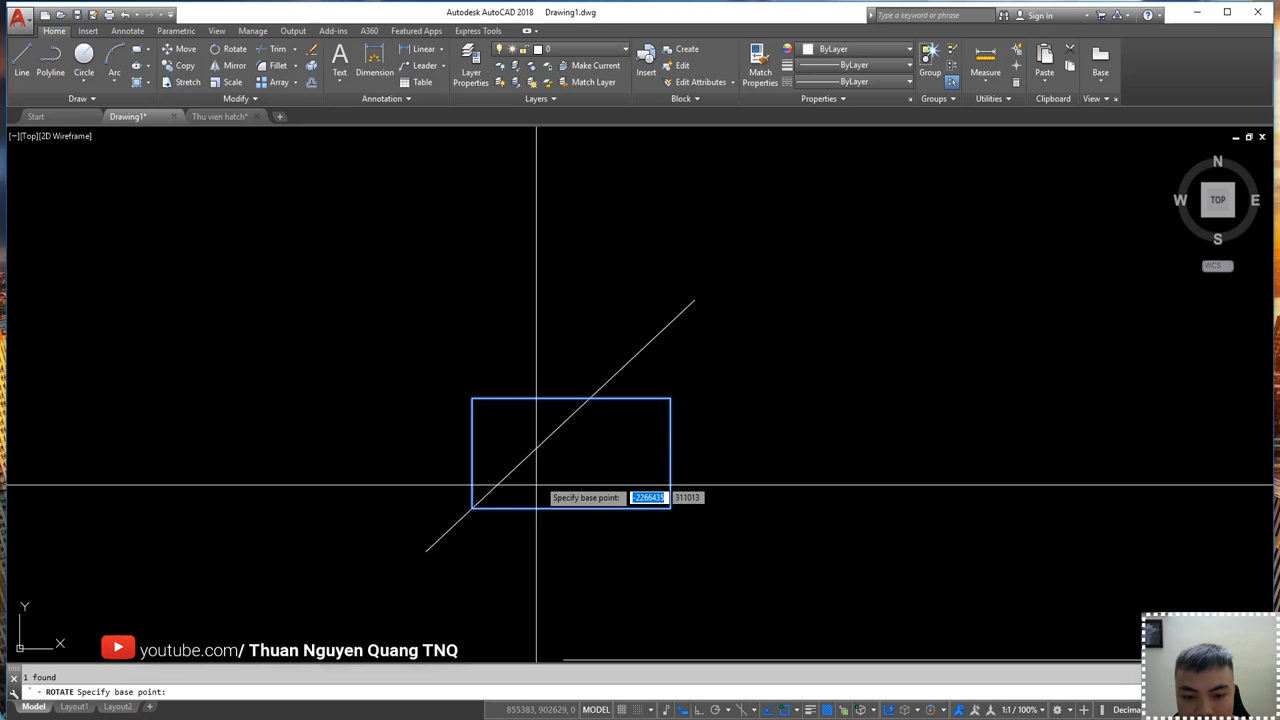 Autodesk AutoCAD 2018 Drawing1.dwg
Type a keyword or phrase
Sign In
Home Insert Annotate Parametric View Manage Output Add-ins A360 Featured Apps Express Tools
Line Polyline Circle Arc
Move Rotate Trim
Copy Mirror Fillet
Stretch Scale Array
Text Dimension
Linear
Leader
Table
Layer Properties
0
Make Current
Match Layer
Insert
Create
Edit
Edit Attributes
Match Properties
ByLayer
ByLayer
ByLayer
Group
Measure
Paste
Base
Draw Modify Annotation Layers Block Properties Groups Utilities Clipboard View
Start Drawing1* Thu vien hatch*
[−][Top][2D Wireframe]
N
W TOP E
S
WCS
Specify base point: -2266435 311013
Y
X
youtube.com/ Thuan Nguyen Quang TNQ
1 found
ROTATE Specify base point:
Model Layout1 Layout2
855383, 902629, 0 MODEL
1:1 / 100%
Decima